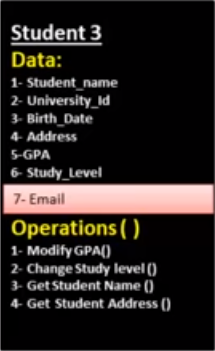 Student 3
Data:
1- Student_name
2- University_Id
3- Birth_Date
4- Address
5-GPA
6- Study_Level
7- Email
Operations ( )
1- Modify GPA()
2- Change Study level ()
3- Get Student Name ()
4- Get Student Address ()